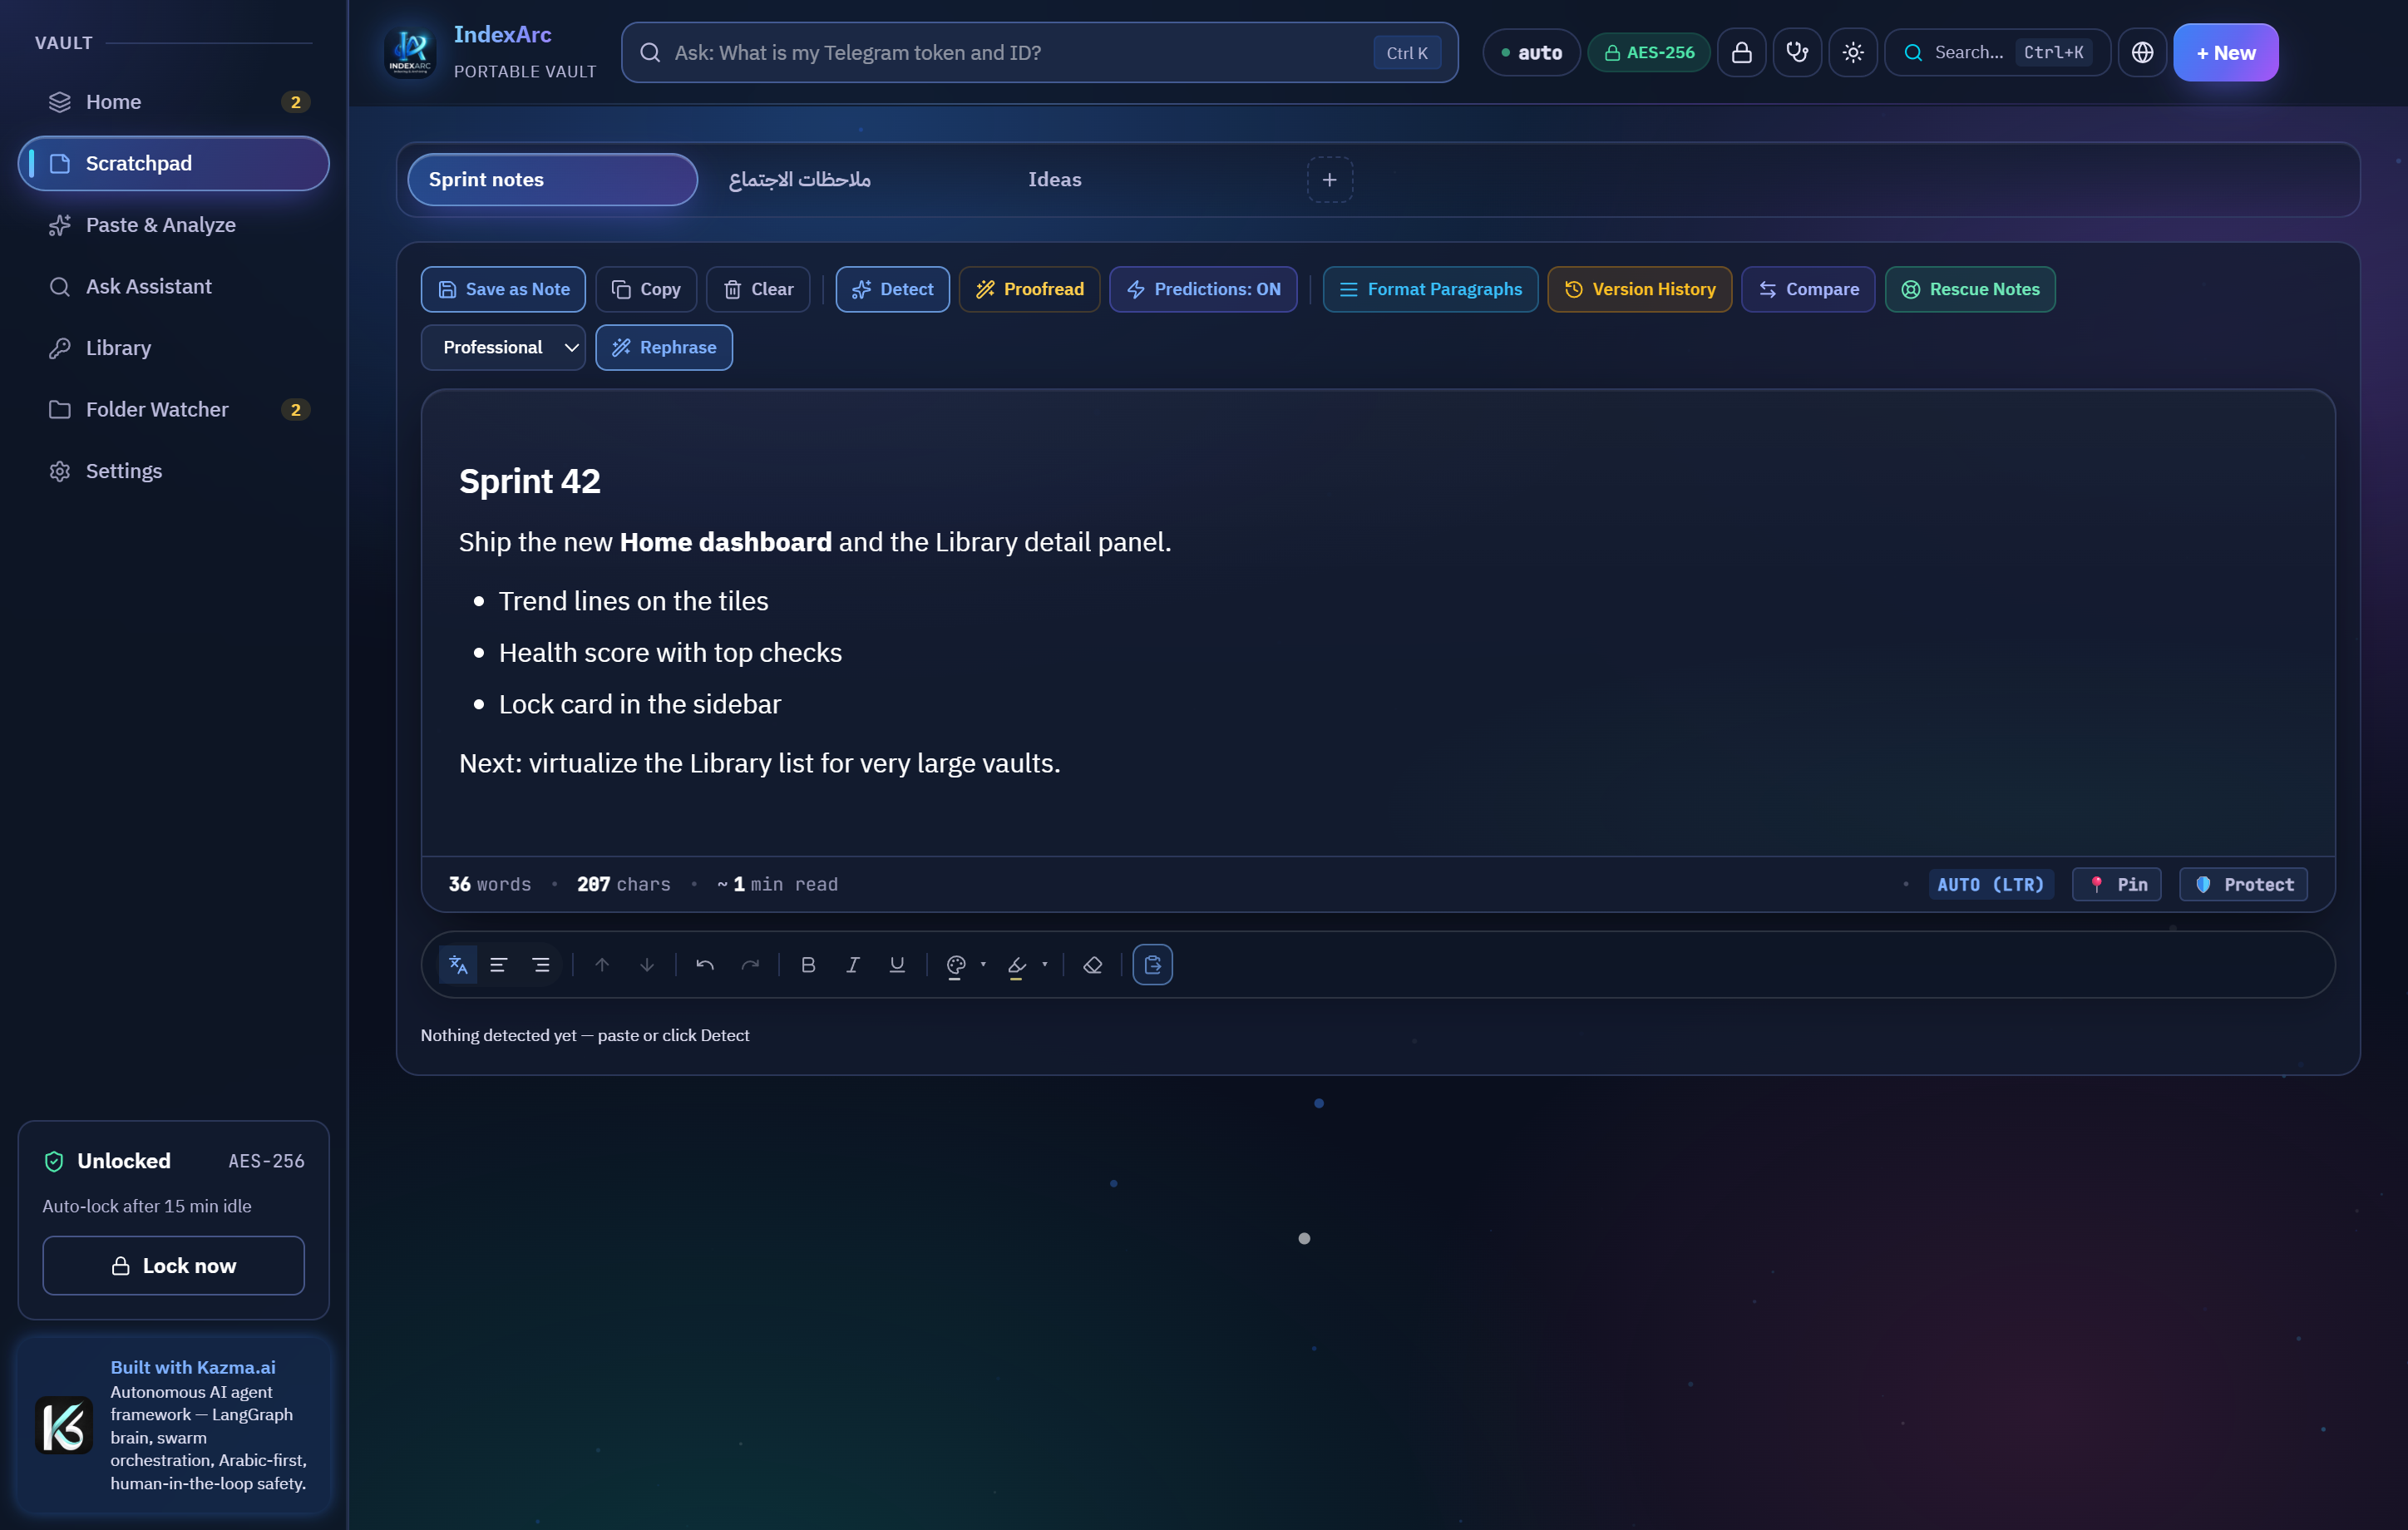 VAULT
Home 2
Scratchpad
Paste & Analyze
Ask Assistant
Library
Folder Watcher 2
Settings
Unlocked AES-256
Auto-lock after 15 min idle
Lock now
Built with Kazma.ai
Autonomous AI agent
framework — LangGraph
brain, swarm
orchestration, Arabic-first,
human-in-the-loop safety.
INDEXARC
IndexArc
PORTABLE VAULT
Ask: What is my Telegram token and ID? Ctrl K
auto
AES-256
Search... Ctrl+K
+ New
Sprint notes
ملاحظات الاجتماع
Ideas
+
Save as Note Copy Clear Detect Proofread Predictions: ON Format Paragraphs Version History Compare Rescue Notes
Professional Rephrase
Sprint 42
Ship the new Home dashboard and the Library detail panel.
• Trend lines on the tiles
• Health score with top checks
• Lock card in the sidebar
Next: virtualize the Library list for very large vaults.
36 words • 207 chars • ~ 1 min read • AUTO (LTR) Pin Protect
B I U
Nothing detected yet — paste or click Detect